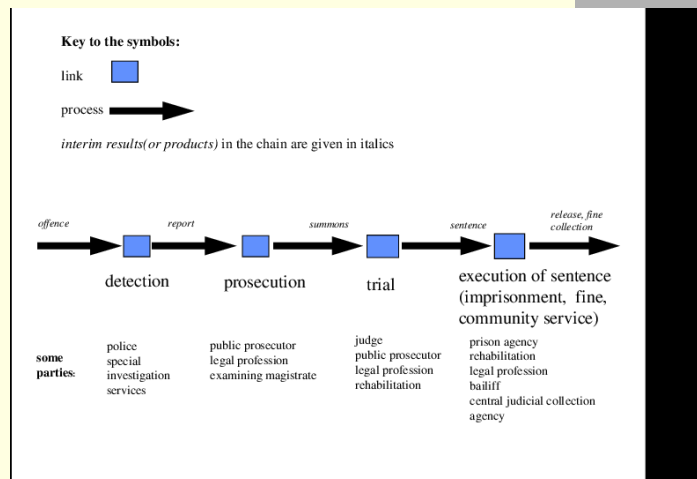 Key to the symbols:
link
process
interim results(or products) in the chain are given in italics
offence
report
summons
sentence
release, fine
collection
detection
prosecution
trial
execution of sentence
(imprisonment, fine,
community service)
some
parties:
police
special
investigation
services
public prosecutor
legal profession
examining magistrate
judge
public prosecutor
legal profession
rehabilitation
prison agency
rehabilitation
legal profession
bailiff
central judicial collection
agency